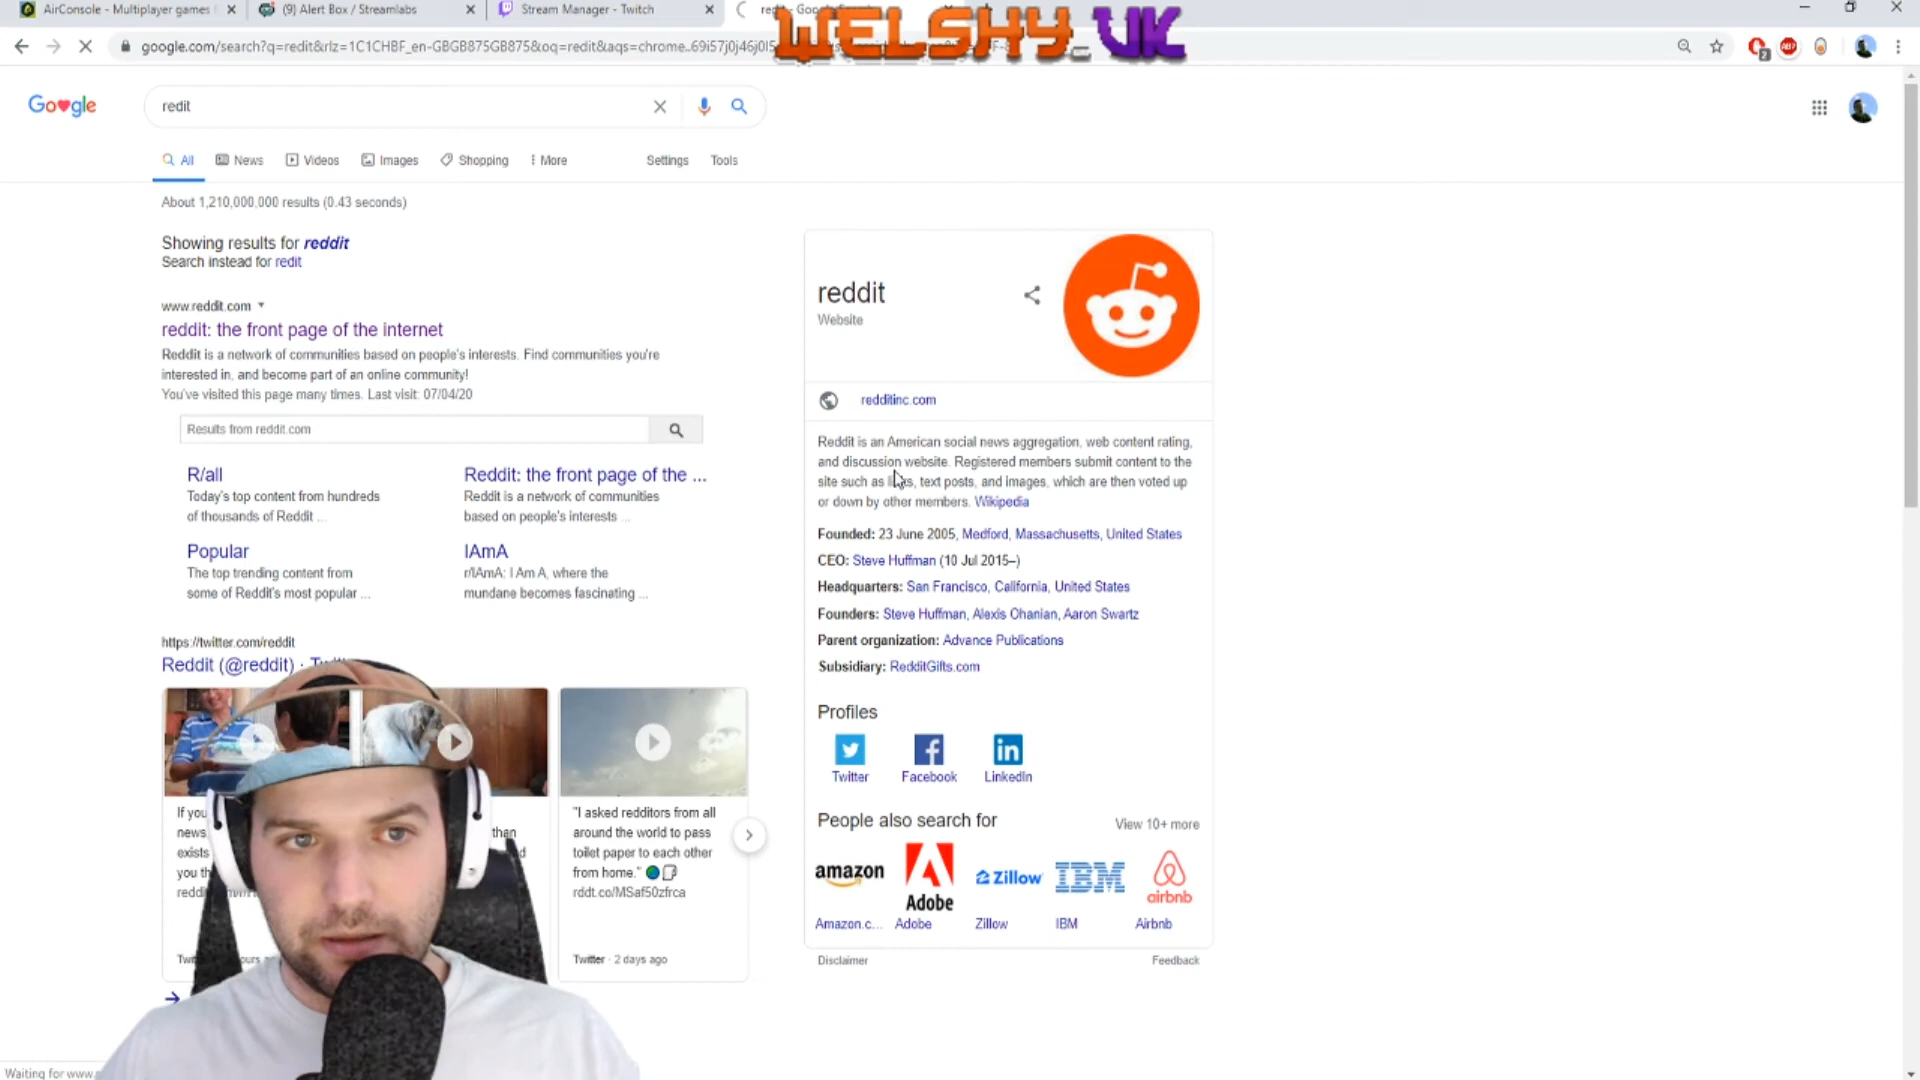 AirConsole - Multiplayer games
(9) Alert Box / Streamlabs
Stream Manager - Twitch
WELSHY_UK
google.com/search?q=redit&rlz=1C1CHBF_en-GBGB875GB875&oq=redit&aqs=chrome..69i57j0j46j0l5
Google
redit
All
News
Videos
Images
Shopping
More
Settings
Tools
About 1,210,000,000 results (0.43 seconds)
Showing results for reddit
Search instead for redit
www.reddit.com
reddit: the front page of the internet
Reddit is a network of communities based on people's interests. Find communities you're
interested in, and become part of an online community!
You've visited this page many times. Last visit: 07/04/20
Results from reddit.com
R/all
Today's top content from hundreds
of thousands of Reddit ...
Reddit: the front page of the ...
Reddit is a network of communities
based on people's interests ...
Popular
The top trending content from
some of Reddit's most popular ...
IAmA
r/IAmA: I Am A, where the
mundane becomes fascinating ...
https://twitter.com/reddit
Reddit (@reddit) ·
If you
news
than
exists
you th
"I asked redditors from all
around the world to pass
toilet paper to each other
from home."
rddt.co/MSaf50zfrca
Twitter · 2 days ago
reddit
Website
redditinc.com
Reddit is an American social news aggregation, web content rating,
and discussion website. Registered members submit content to the
site such as links, text posts, and images, which are then voted up
or down by other members. Wikipedia
Founded: 23 June 2005, Medford, Massachusetts, United States
CEO: Steve Huffman (10 Jul 2015–)
Headquarters: San Francisco, California, United States
Founders: Steve Huffman, Alexis Ohanian, Aaron Swartz
Parent organization: Advance Publications
Subsidiary: RedditGifts.com
Profiles
Twitter
Facebook
LinkedIn
People also search for
View 10+ more
amazon
Adobe
Zillow
IBM
airbnb
Amazon.c...
Adobe
Zillow
IBM
Airbnb
Disclaimer
Feedback
Waiting for www.